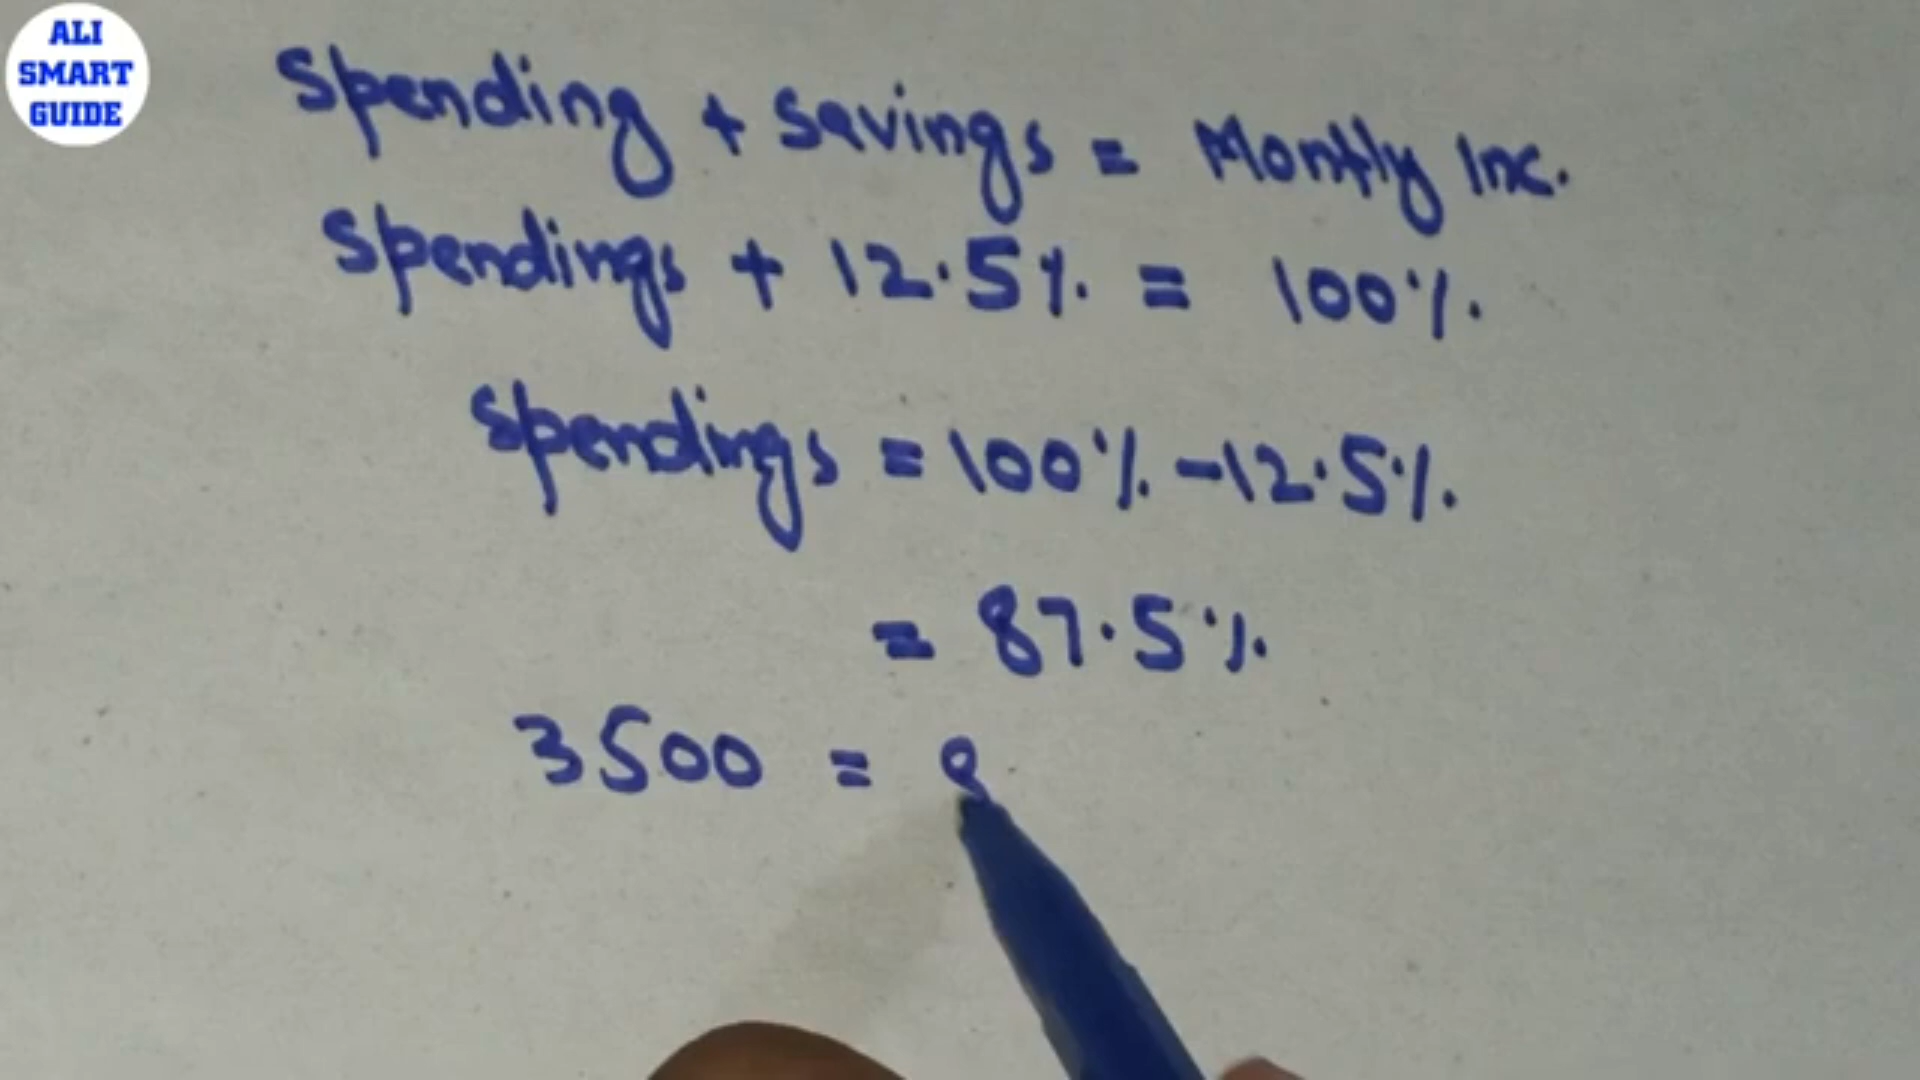 ALI
SMART
GUIDE
Spending + Savings = Montly Inc.
Spendings + 12.5% = 100%.
Spendings = 100% - 12.5%.
= 87.5%.
3500 =